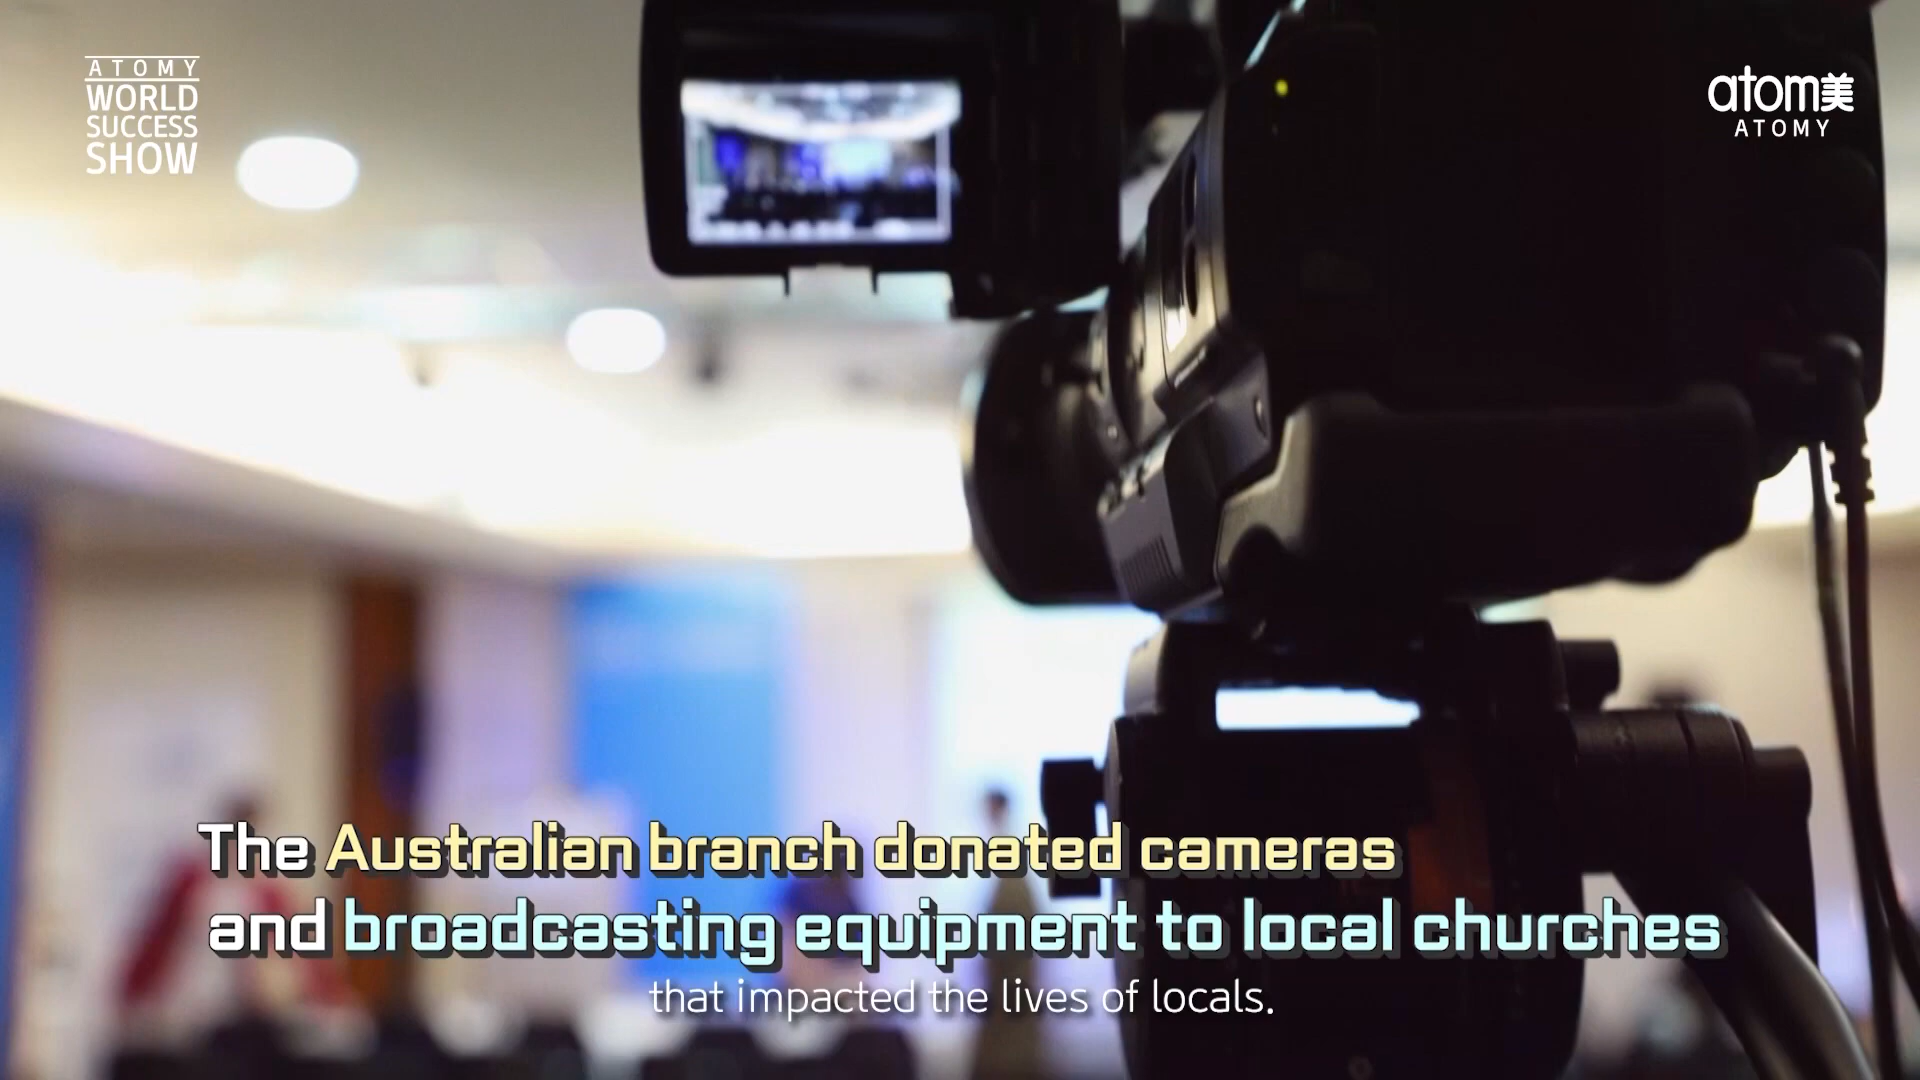 ATOMY
WORLD
SUCCESS
SHOW
atom美
ATOMY
The Australian branch donated cameras
and broadcasting equipment to local churches
that impacted the lives of locals.